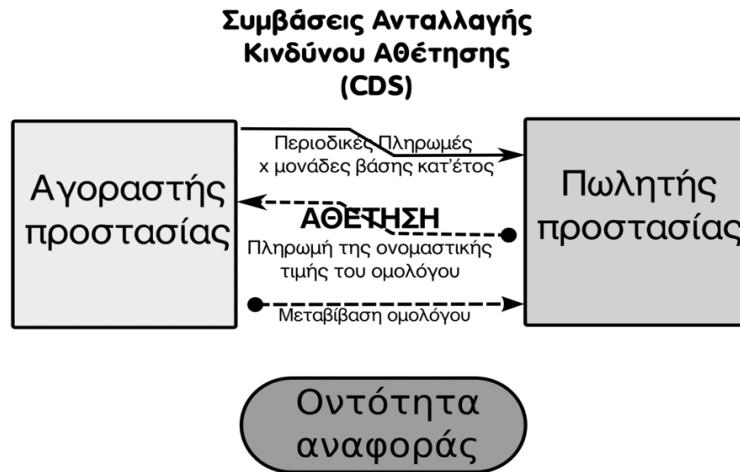 Συμβάσεις Ανταλλαγής
Κινδύνου Αθέτησης
(CDS)
Αγοραστής
προστασίας
Περιοδικές Πληρωμές
x μονάδες βάσης κατ'έτος
ΑΘΕΤΗΣΗ
Πληρωμή της ονομαστικής
τιμής του ομολόγου
Μεταβίβαση ομολόγου
Πωλητής
προστασίας
Οντότητα
αναφοράς